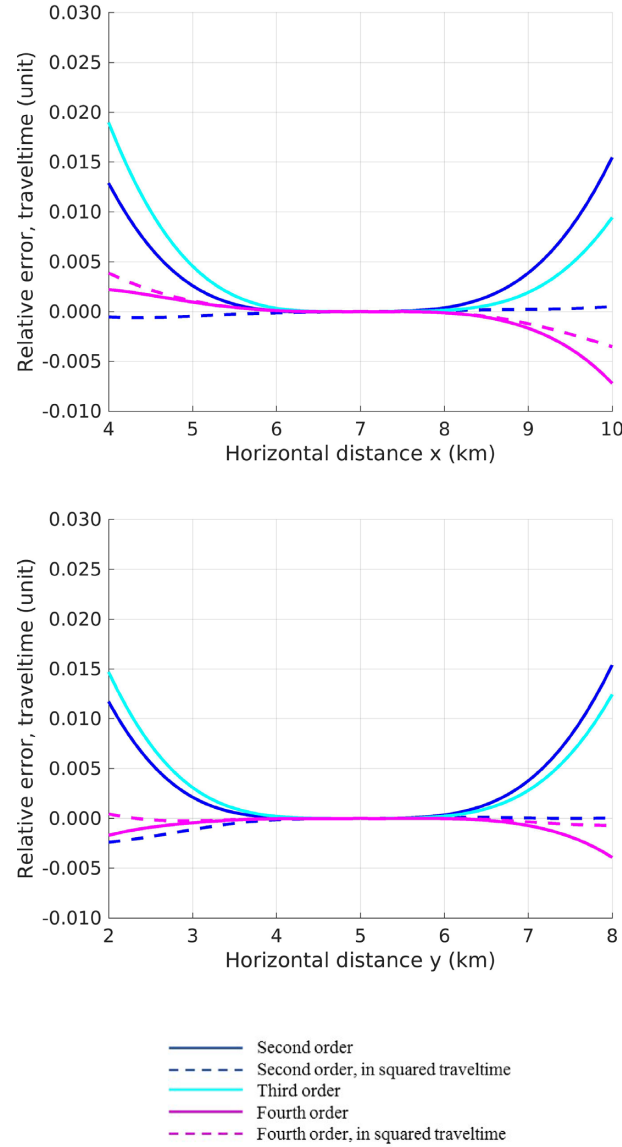 0.030
0.025
0.020
0.015
0.010
0.005
0.000
-0.005
-0.010
Relative error, traveltime (unit)
4 5 6 7 8 9 10
Horizontal distance x (km)
0.030
0.025
0.020
0.015
0.010
0.005
0.000
-0.005
-0.010
Relative error, traveltime (unit)
2 3 4 5 6 7 8
Horizontal distance y (km)
Second order
Second order, in squared traveltime
Third order
Fourth order
Fourth order, in squared traveltime